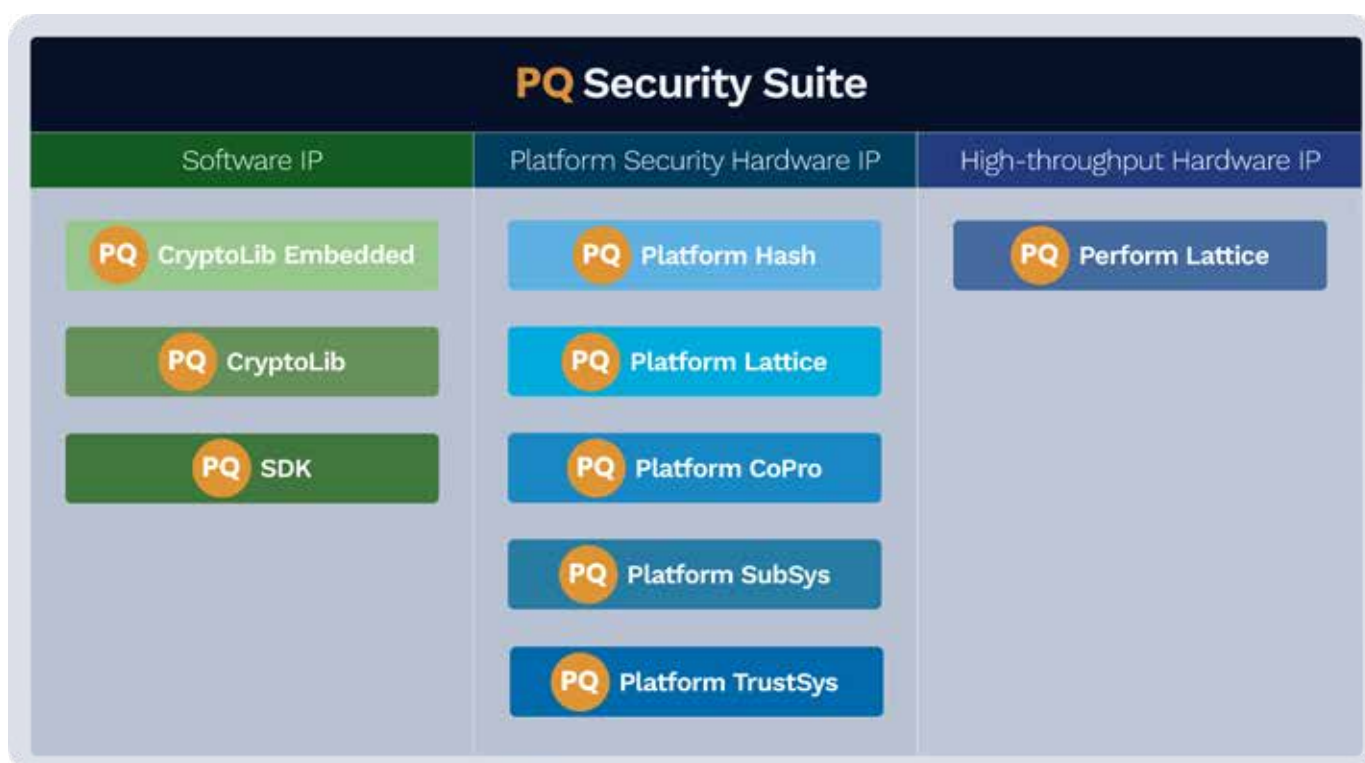 PQ Security Suite
Software IP
Platform Security Hardware IP
High-throughput Hardware IP
PQ CryptoLib Embedded
PQ CryptoLib
PQ SDK
PQ Platform Hash
PQ Platform Lattice
PQ Platform CoPro
PQ Platform SubSys
PQ Platform TrustSys
PQ Perform Lattice